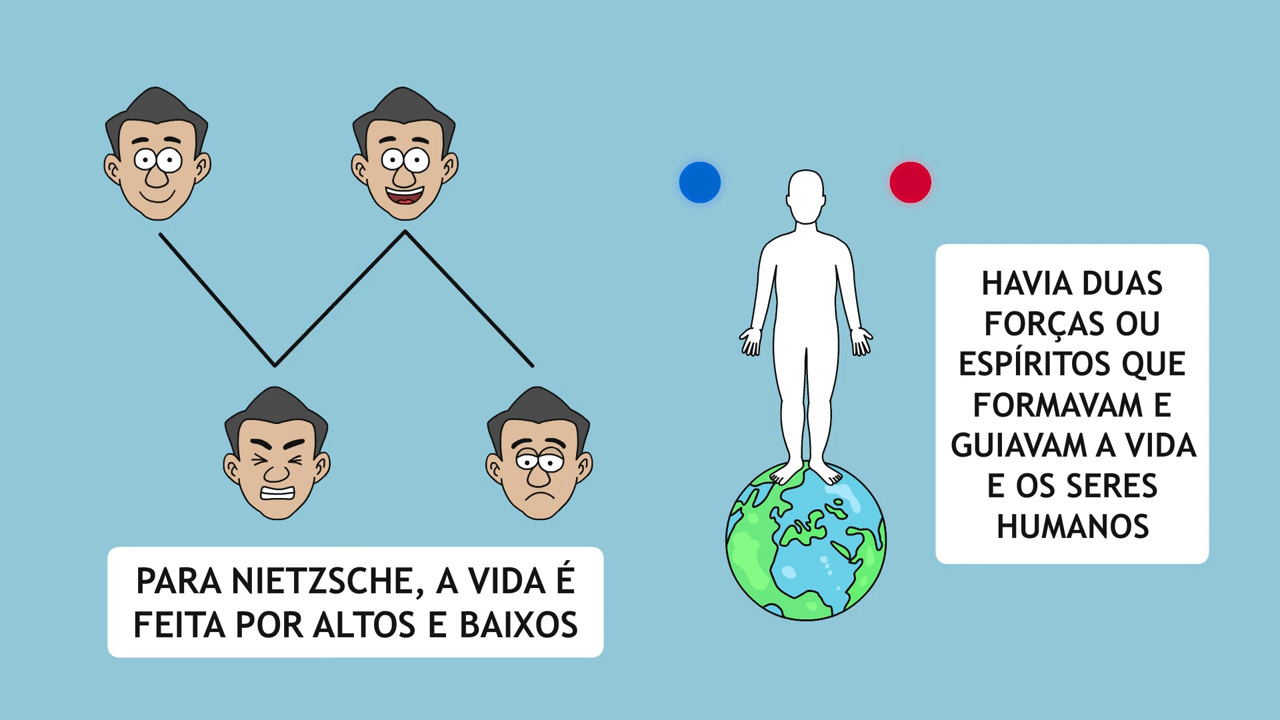 PARA NIETZSCHE, A VIDA É
FEITA POR ALTOS E BAIXOS
HAVIA DUAS
FORÇAS OU
ESPÍRITOS QUE
FORMAVAM E
GUIAVAM A VIDA
E OS SERES
HUMANOS